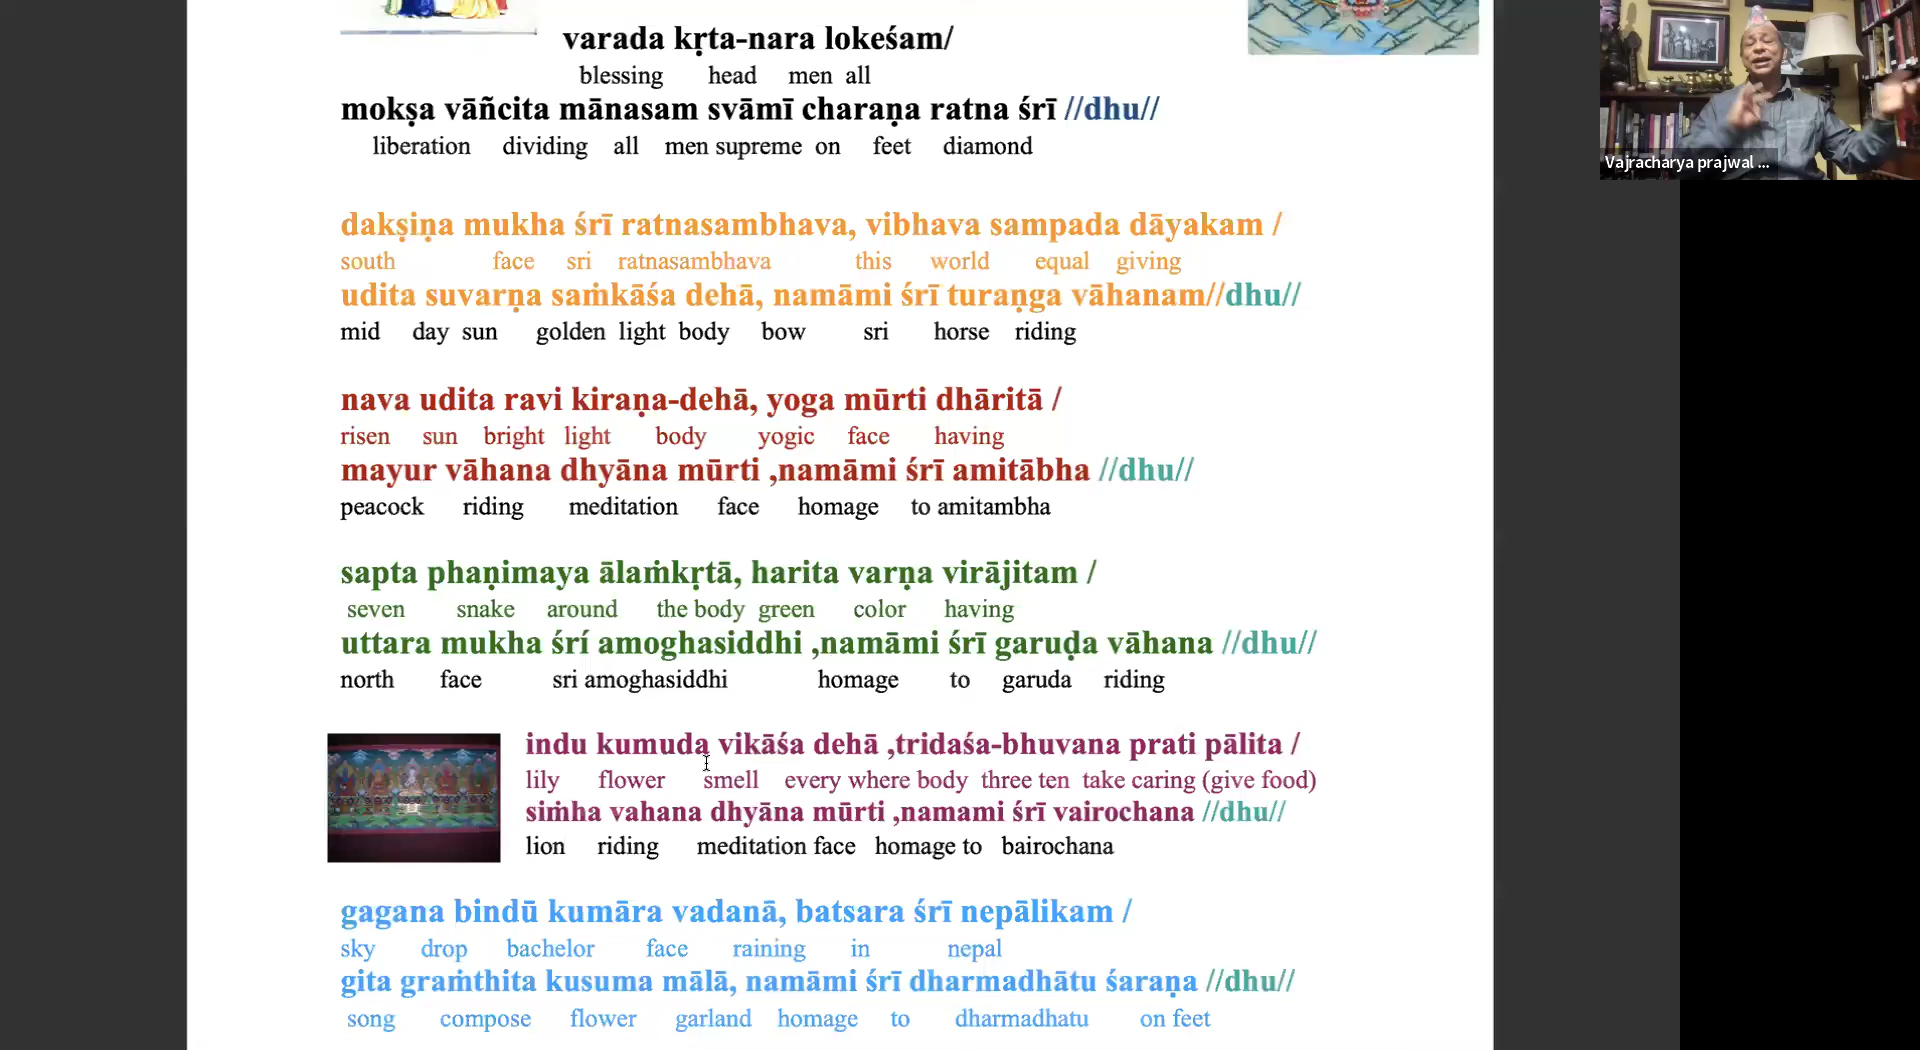 varada kṛta-nara lokeśam/
blessing head men all
mokṣa vāñcita mānasam svāmī charaṇa ratna śrī //dhu//
liberation dividing all men supreme on feet diamond
Vajracharya prajwal ...
dakṣiṇa mukha śrī ratnasambhava, vibhava sampada dāyakam /
south face sri ratnasambhava this world equal giving
udita suvarṇa saṁkāśa dehā, namāmi śrī turaṇga vāhanam//dhu//
mid day sun golden light body bow sri horse riding
nava udita ravi kiraṇa-dehā, yoga mūrti dhāritā /
risen sun bright light body yogic face having
mayur vāhana dhyāna mūrti ,namāmi śrī amitābha //dhu//
peacock riding meditation face homage to amitambha
sapta phaṇimaya ālaṁkṛtā, harita varṇa virājitam /
seven snake around the body green color having
uttara mukha śrí amoghasiddhi ,namāmi śrī garuḍa vāhana //dhu//
north face sri amoghasiddhi homage to garuda riding
indu kumuda vikāśa dehā ,tridaśa-bhuvana prati pālita /
lily flower smell every where body three ten take caring (give food)
siṁha vahana dhyāna mūrti ,namami śrī vairochana //dhu//
lion riding meditation face homage to bairochana
gagana bindū kumāra vadanā, batsara śrī nepālikam /
sky drop bachelor face raining in nepal
gita graṁthita kusuma mālā, namāmi śrī dharmadhātu śaraṇa //dhu//
song compose flower garland homage to dharmadhatu on feet